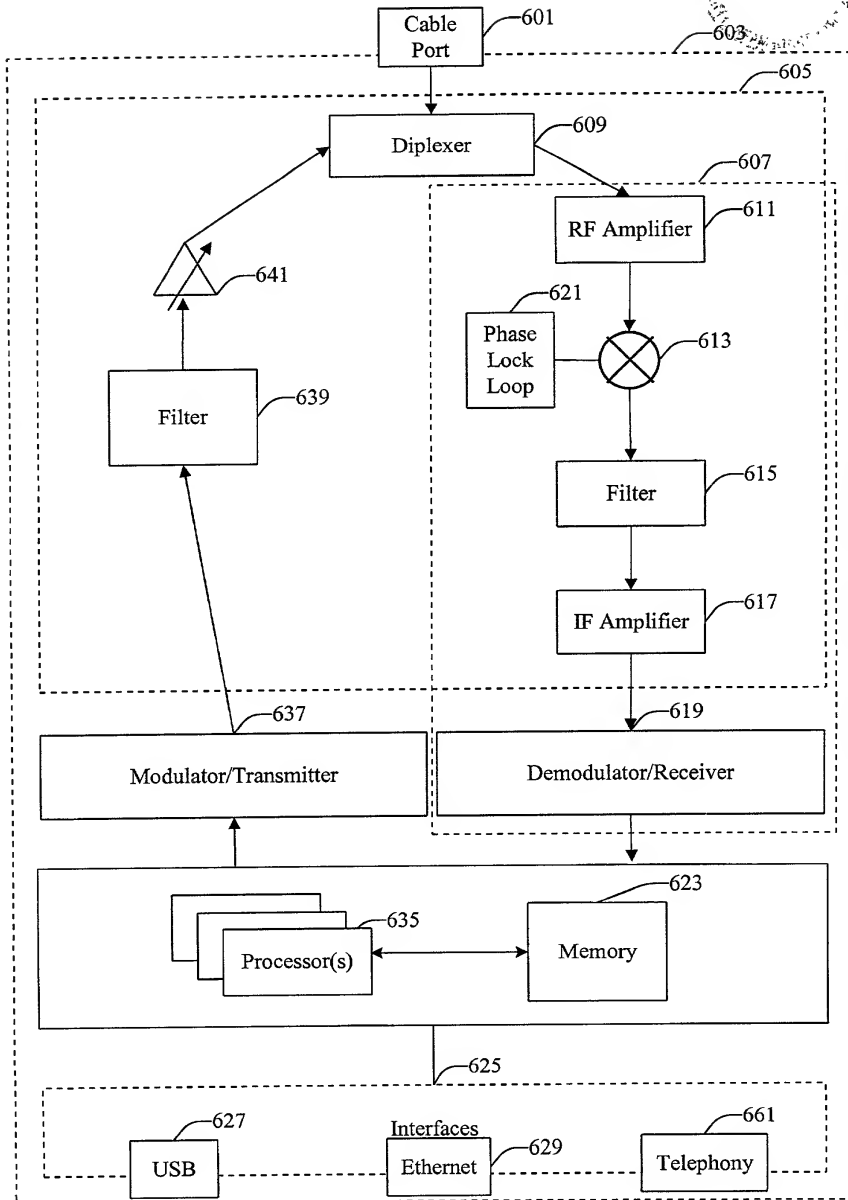 Cable
Port
601
603
605
Diplexer
609
607
RF Amplifier
611
641
621
Phase
Lock
Loop
613
Filter
639
Filter
615
IF Amplifier
617
637
619
Modulator/Transmitter
Demodulator/Receiver
623
635
Processor(s)
Memory
625
627
Interfaces
661
USB
Ethernet
629
Telephony